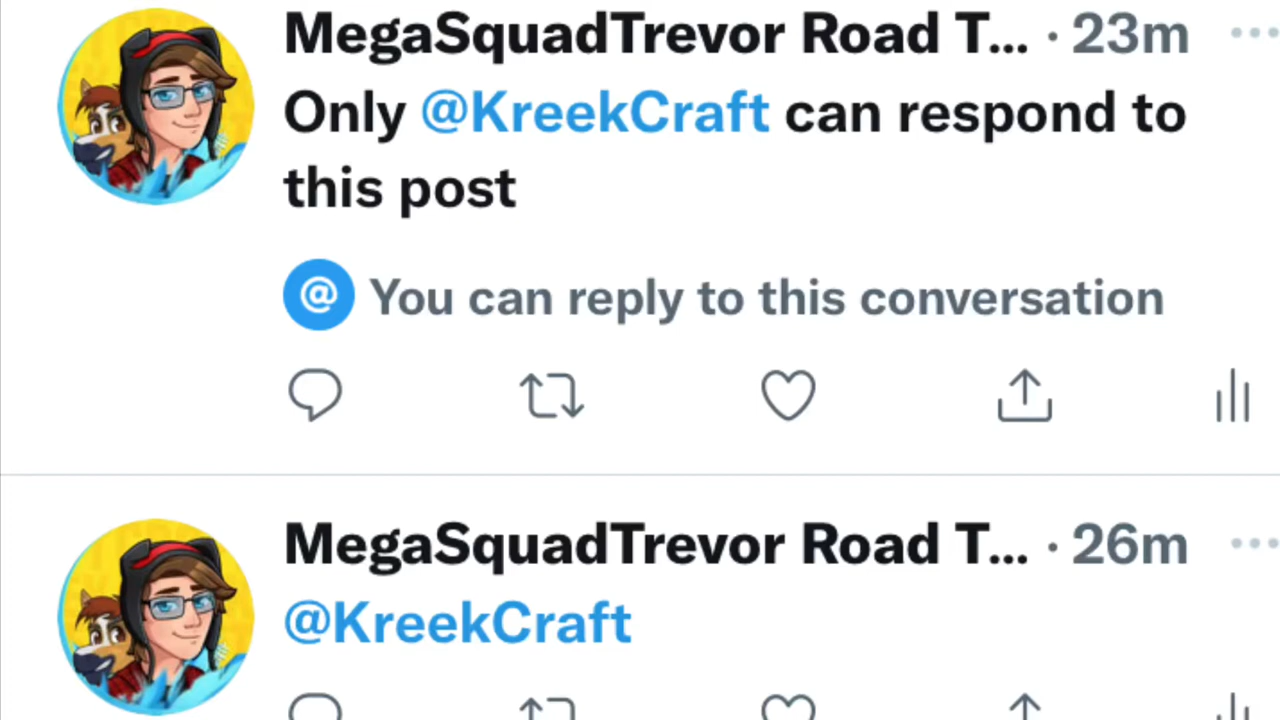 MegaSquadTrevor Road T... · 23m
Only @KreekCraft can respond to
this post
@ You can reply to this conversation
MegaSquadTrevor Road T... · 26m
@KreekCraft